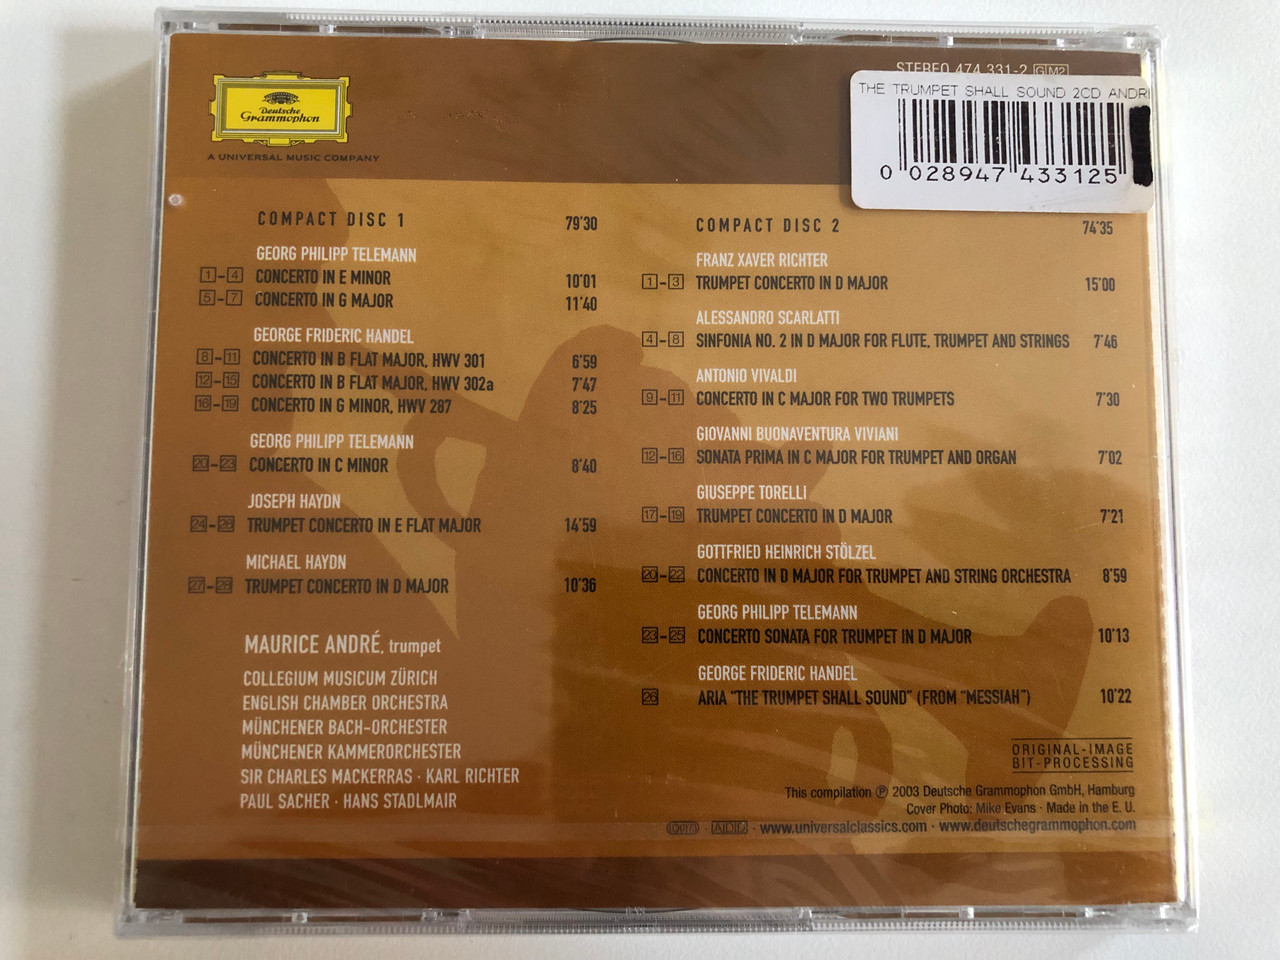 STEREO 474 331-2 GM2
Deutsche
Grammophon
A UNIVERSAL MUSIC COMPANY
THE TRUMPET SHALL SOUND 2CD ANDR
0 028947 433125
COMPACT DISC 1 79'30
GEORG PHILIPP TELEMANN
1-4 CONCERTO IN E MINOR 10'01
5-7 CONCERTO IN G MAJOR 11'40
GEORGE FRIDERIC HANDEL
8-11 CONCERTO IN B FLAT MAJOR, HWV 301 6'59
12-15 CONCERTO IN B FLAT MAJOR, HWV 302a 7'47
16-19 CONCERTO IN G MINOR, HWV 287 8'25
GEORG PHILIPP TELEMANN
20-23 CONCERTO IN C MINOR 8'40
JOSEPH HAYDN
24-26 TRUMPET CONCERTO IN E FLAT MAJOR 14'59
MICHAEL HAYDN
27-28 TRUMPET CONCERTO IN D MAJOR 10'36
MAURICE ANDRÉ, trumpet
COLLEGIUM MUSICUM ZÜRICH
ENGLISH CHAMBER ORCHESTRA
MÜNCHENER BACH-ORCHESTER
MÜNCHENER KAMMERORCHESTER
SIR CHARLES MACKERRAS · KARL RICHTER
PAUL SACHER · HANS STADLMAIR
COMPACT DISC 2 74'35
FRANZ XAVER RICHTER
1-3 TRUMPET CONCERTO IN D MAJOR 15'00
ALESSANDRO SCARLATTI
4-8 SINFONIA NO. 2 IN D MAJOR FOR FLUTE, TRUMPET AND STRINGS 7'46
ANTONIO VIVALDI
9-11 CONCERTO IN C MAJOR FOR TWO TRUMPETS 7'30
GIOVANNI BUONAVENTURA VIVIANI
12-16 SONATA PRIMA IN C MAJOR FOR TRUMPET AND ORGAN 7'02
GIUSEPPE TORELLI
17-19 TRUMPET CONCERTO IN D MAJOR 7'21
GOTTFRIED HEINRICH STÖLZEL
20-22 CONCERTO IN D MAJOR FOR TRUMPET AND STRING ORCHESTRA 8'59
GEORG PHILIPP TELEMANN
23-25 CONCERTO SONATA FOR TRUMPET IN D MAJOR 10'13
GEORGE FRIDERIC HANDEL
26 ARIA "THE TRUMPET SHALL SOUND" (FROM "MESSIAH") 10'22
ORIGINAL-IMAGE
BIT-PROCESSING
This compilation ℗ 2003 Deutsche Grammophon GmbH, Hamburg
Cover Photo: Mike Evans · Made in the E. U.
ADD · www.universalclassics.com · www.deutschegrammophon.com